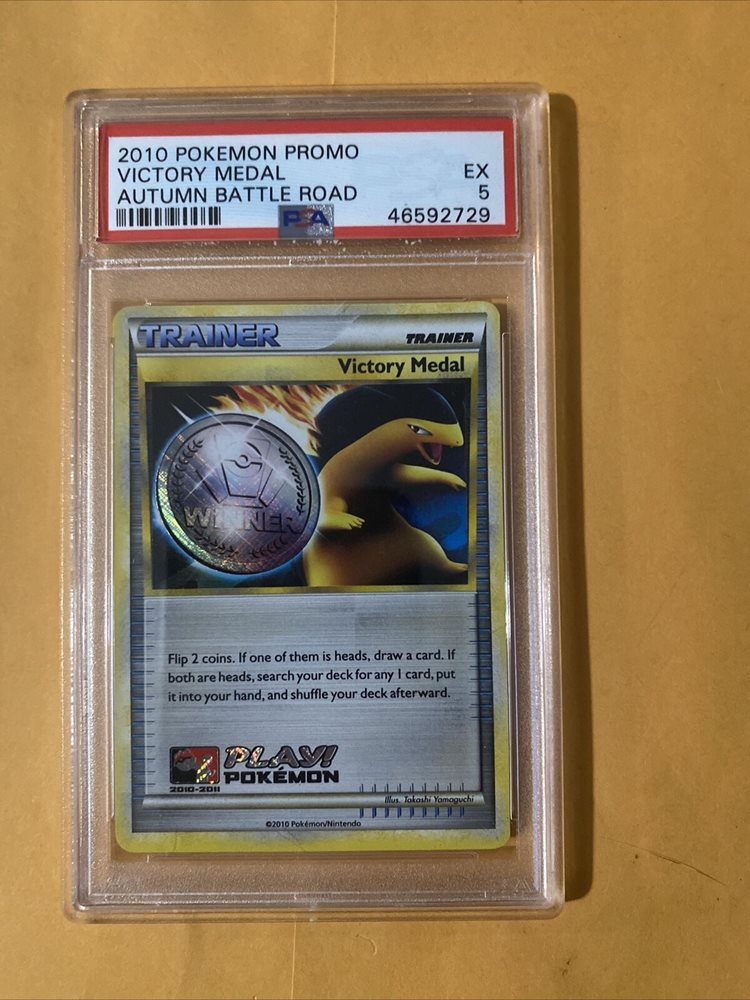 2010 POKEMON PROMO
VICTORY MEDAL EX
AUTUMN BATTLE ROAD 5
PSA 46592729
TRAINER TRAINER
Victory Medal
WINNER
Flip 2 coins. If one of them is heads, draw a card. If
both are heads, search your deck for any 1 card, put
it into your hand, and shuffle your deck afterward.
PLAY!
POKÉMON
2010-2011
Illus. Takashi Yamaguchi
©2010 Pokémon/Nintendo